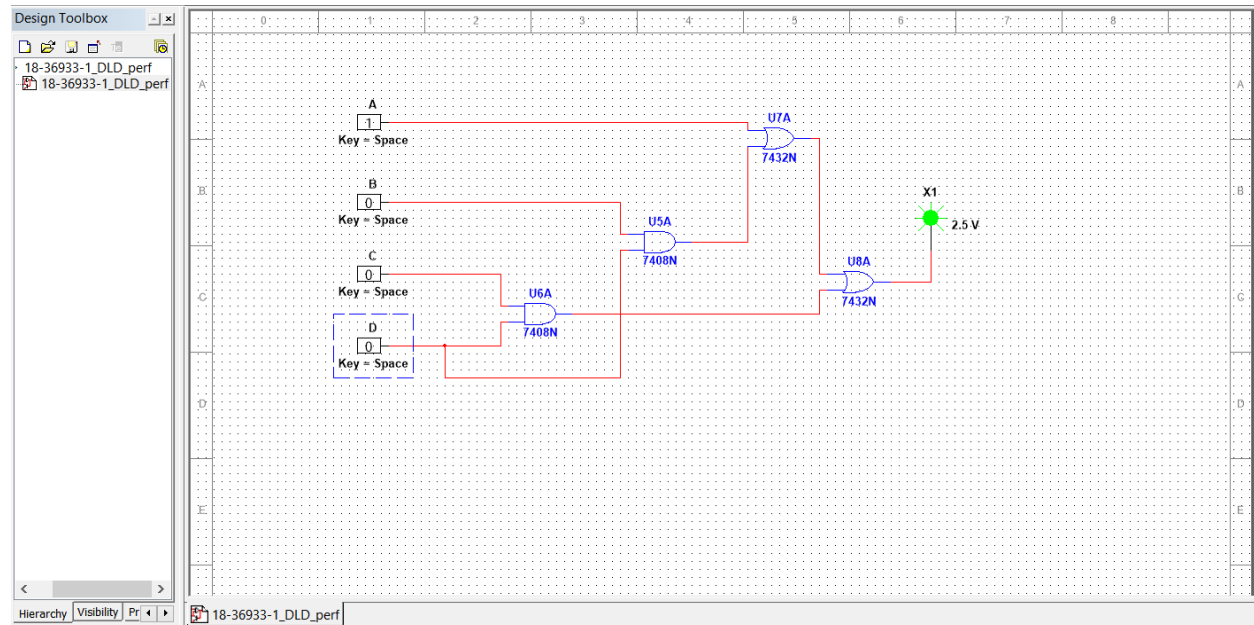 Design Toolbox
18-36933-1_DLD_perf
18-36933-1_DLD_perf
0 1 2 3 4 5 6 7 8
A A
B B
C C
D D
E E
A
1
Key = Space
B
0
Key = Space
C
0
Key = Space
D
0
Key = Space
U7A
7432N
U5A
7408N
U6A
7408N
U8A
7432N
X1
2.5 V
Hierarchy Visibility Pr
18-36933-1_DLD_perf